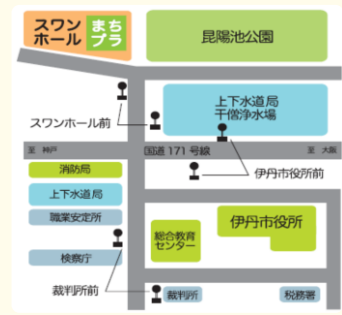 スワン
ホール
まち
プラ
昆陽池公園
上下水道局
千僧浄水場
スワンホール前
至 神戸
国道171号線
至 大阪
消防局
伊丹市役所前
上下水道局
職業安定所
伊丹市役所
総合教育
センター
検察庁
裁判所前
裁判所
税務署